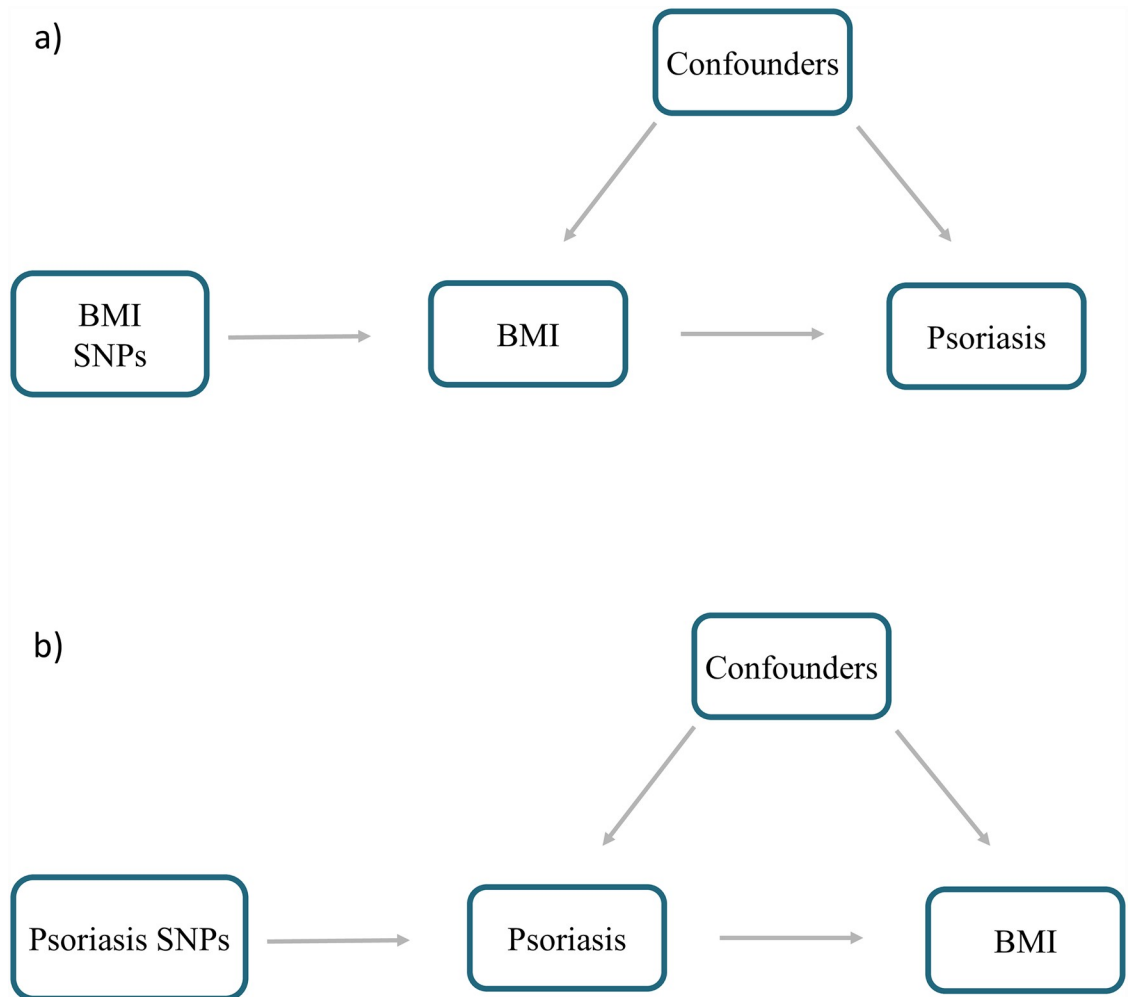 a)
Confounders
BMI
SNPs
BMI
Psoriasis
b)
Confounders
Psoriasis SNPs
Psoriasis
BMI